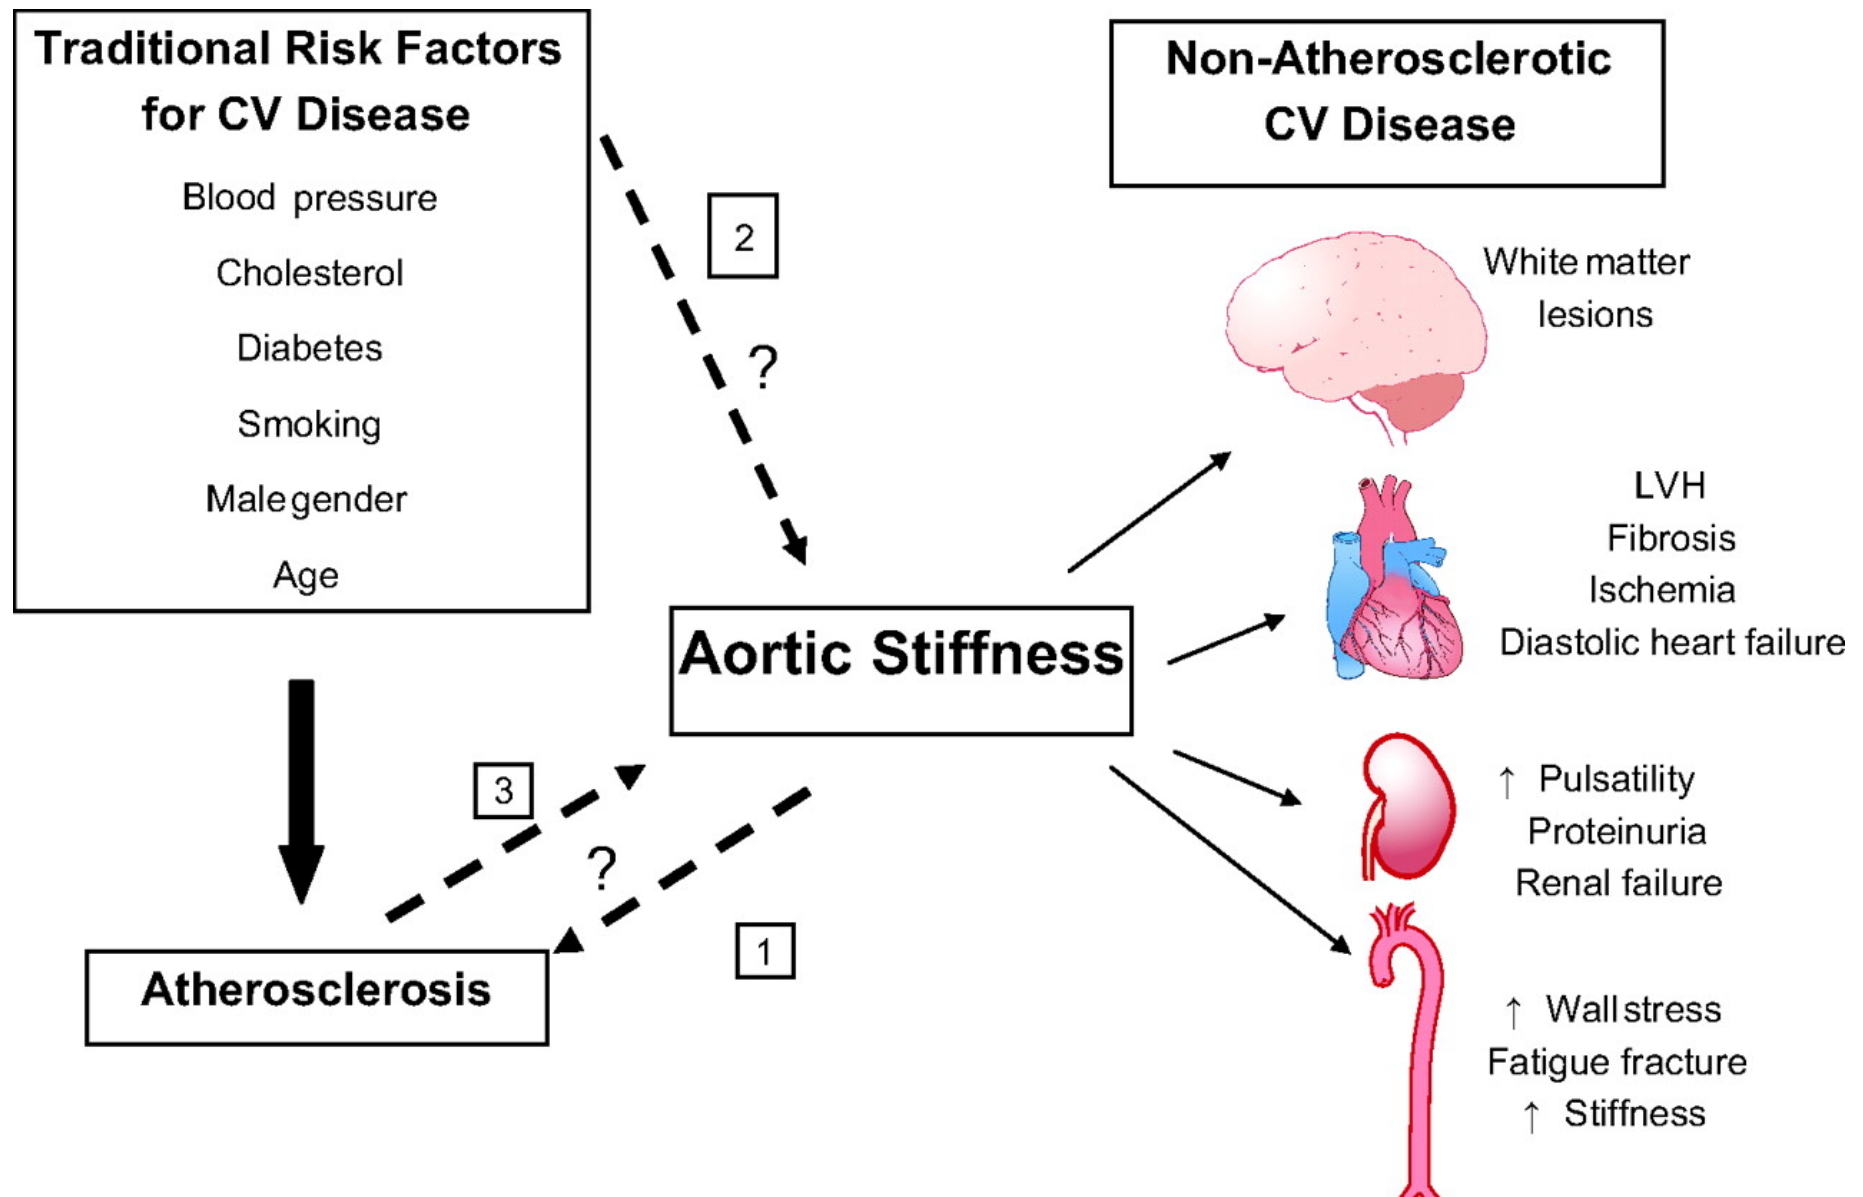 Traditional Risk Factors
for CV Disease
Blood pressure
Cholesterol
Diabetes
Smoking
Male gender
Age
2
?
Non-Atherosclerotic
CV Disease
White matter
lesions
LVH
Fibrosis
Ischemia
Diastolic heart failure
Aortic Stiffness
3
?
1
Atherosclerosis
↑ Pulsatility
Proteinuria
Renal failure
↑ Wall stress
Fatigue fracture
↑ Stiffness